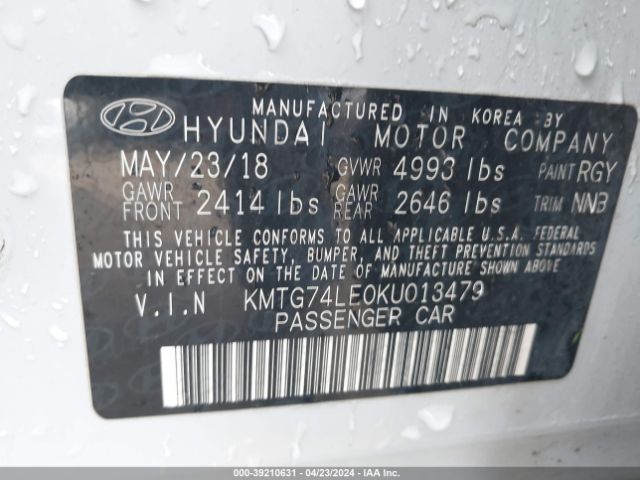 MANUFACTURED IN KOREA BY
HYUNDAI MOTOR COMPANY
MAY/23/18 GVWR 4993 lbs PAINT RGY
GAWR FRONT 2414 lbs GAWR REAR 2646 lbs TRIM NNB
THIS VEHICLE CONFORMS TO ALL APPLICABLE U.S.A. FEDERAL
MOTOR VEHICLE SAFETY, BUMPER, AND THEFT PREVENTION STANDARDS
IN EFFECT ON THE DATE OF MANUFACTURE SHOWN ABOVE.
V.I.N KMTG74LE0KU013479
PASSENGER CAR
000-39210631 - 04/23/2024 - IAA Inc.